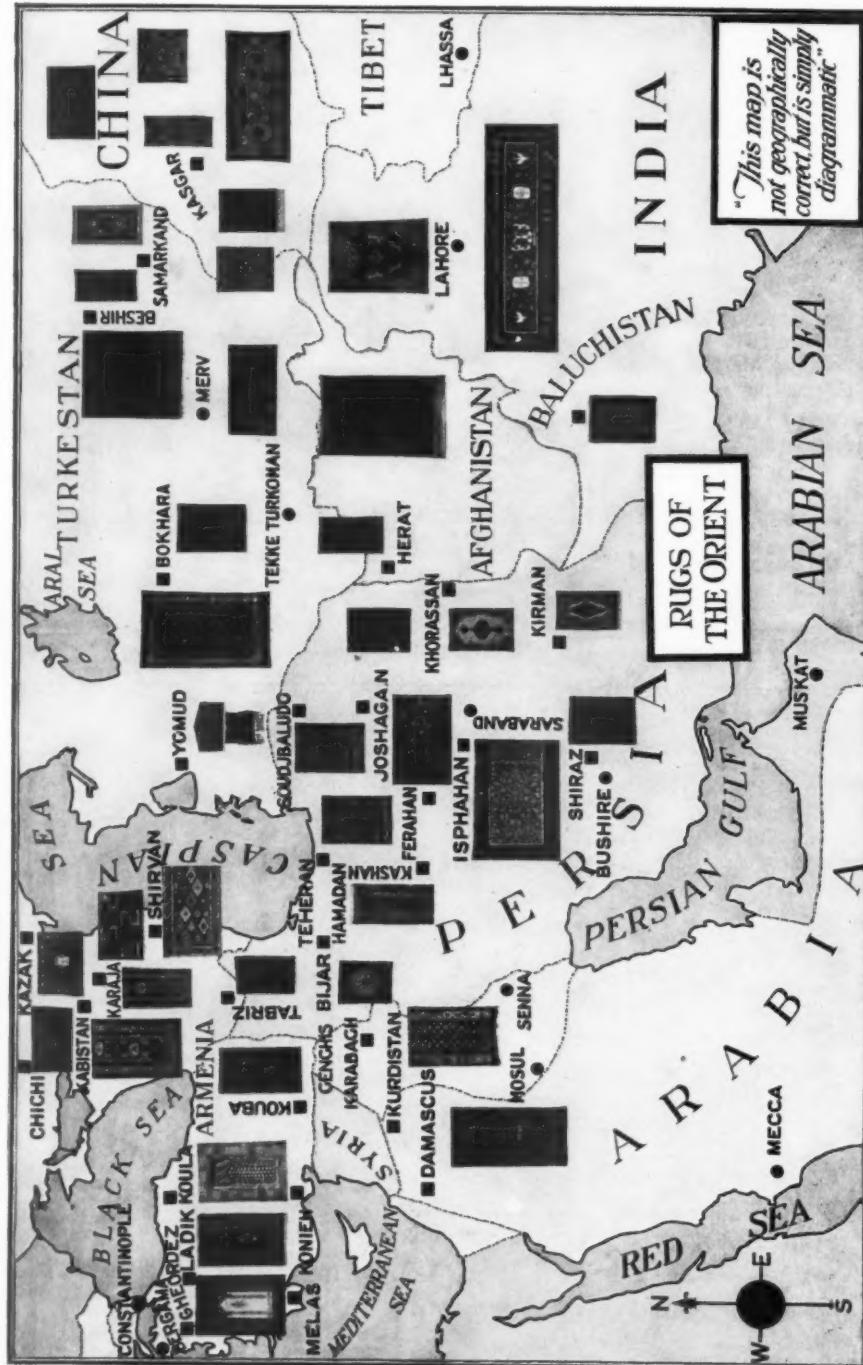 CHINA
KASGAR
TIBET
LHASSA
SAMARKAND
BESHIR
TURKESTAN
MERV
LAHORE
INDIA
"This map is
not geographically
correct, but is simply
diagrammatic"
ARAL
SEA
BOKHARA
TEKKE TURKOMAN
HERAT
AFGHANISTAN
BALUCHISTAN
RUGS OF
THE ORIENT
ARABIAN SEA
YOMUD
SOUDJBALUDO
JOSHAGAN
KHORASSAN
KIRMAN
SARABAND
ISPHAHAN
SHIRAZ
BUSHIRE
MUSKAT
CASPIAN
SEA
TEHERAN
HAMADAN
KASHAN
FERAHAN
PERSIA
PERSIAN GULF
KAZAK
SHIRVAN
KARAJA
KABISTAN
CHICHI
TABRIZ
BIJAR
GENGHIS
KARABAGH
KURDISTAN
SENNA
MOSUL
DAMASCUS
ARMENIA
KOUBA
SYRIA
ARABIA
MECCA
BLACK SEA
CONSTANTINOPLE
BERGAMA
GHEORDEZ
LADIK
KOULA
KONIEH
MELAS
MEDITERRANEAN
SEA
RED SEA
N
E
S
W